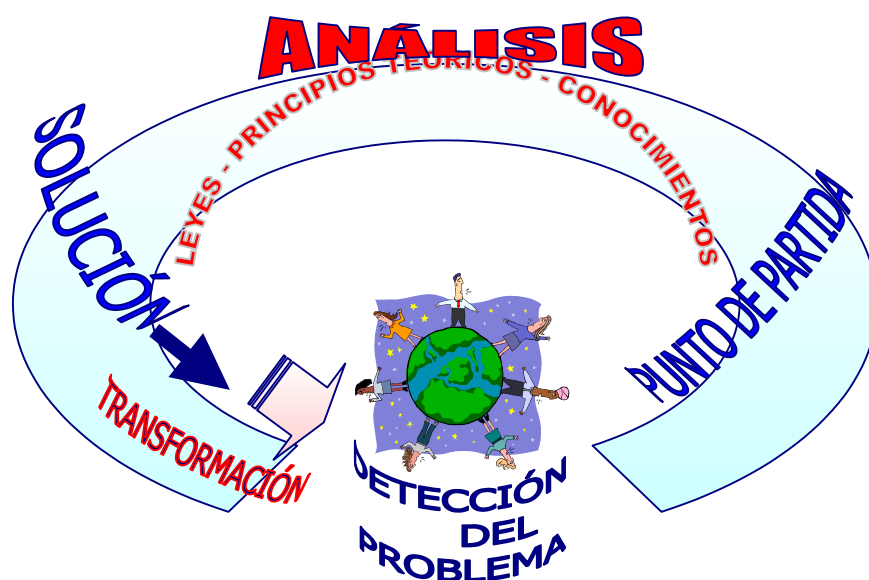 ANÁLISIS
LEYES - PRINCIPIOS TEÓRICOS - CONOCIMIENTOS
SOLUCIÓN
PUNTO DE PARTIDA
TRANSFORMACIÓN
DETECCIÓN
DEL
PROBLEMA